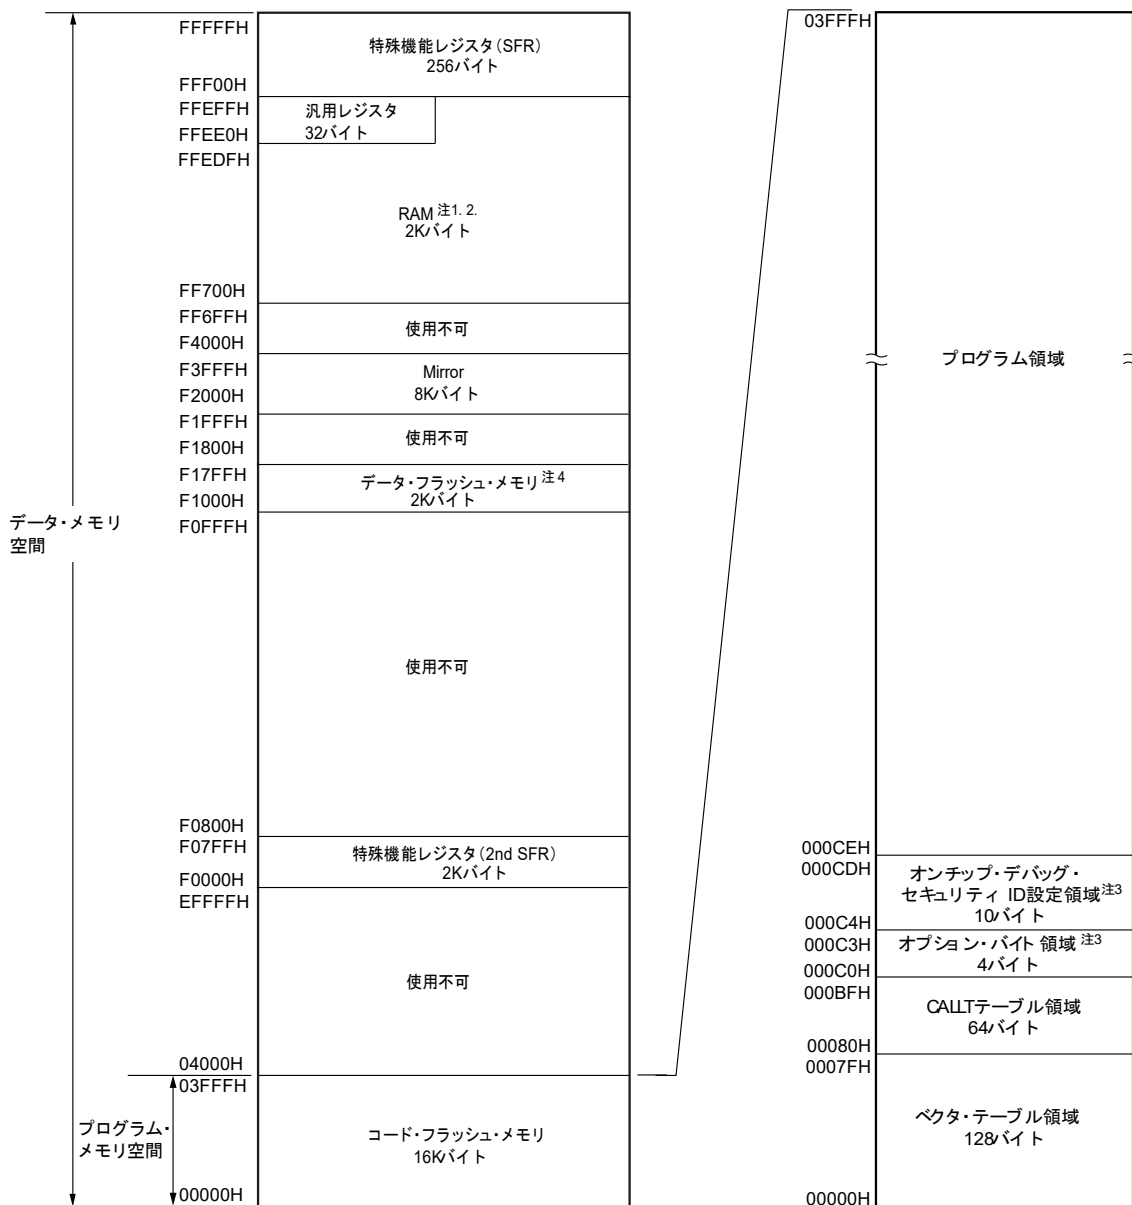 FFFFFH
特殊機能レジスタ(SFR)
256バイト
FFF00H
FFEFFH
汎用レジスタ
32バイト
FFEE0H
FFEDFH
RAM 注1. 2.
2Kバイト
FF700H
FF6FFH
使用不可
F4000H
F3FFFH
Mirror
8Kバイト
F2000H
F1FFFH
使用不可
F1800H
F17FFH
データ・フラッシュ・メモリ 注4
2Kバイト
F1000H
F0FFFH
データ・メモリ
空間
使用不可
F0800H
F07FFH
特殊機能レジスタ(2nd SFR)
2Kバイト
F0000H
EFFFFH
使用不可
04000H
03FFFH
プログラム・
メモリ空間
コード・フラッシュ・メモリ
16Kバイト
00000H
03FFFH
プログラム領域
000CEH
000CDH
オンチップ・デバッグ・
セキュリティ ID設定領域 注3
10バイト
000C4H
000C3H
オプション・バイト 領域 注3
4バイト
000C0H
000BFH
CALLTテーブル領域
64バイト
00080H
0007FH
ベクタ・テーブル領域
128バイト
00000H